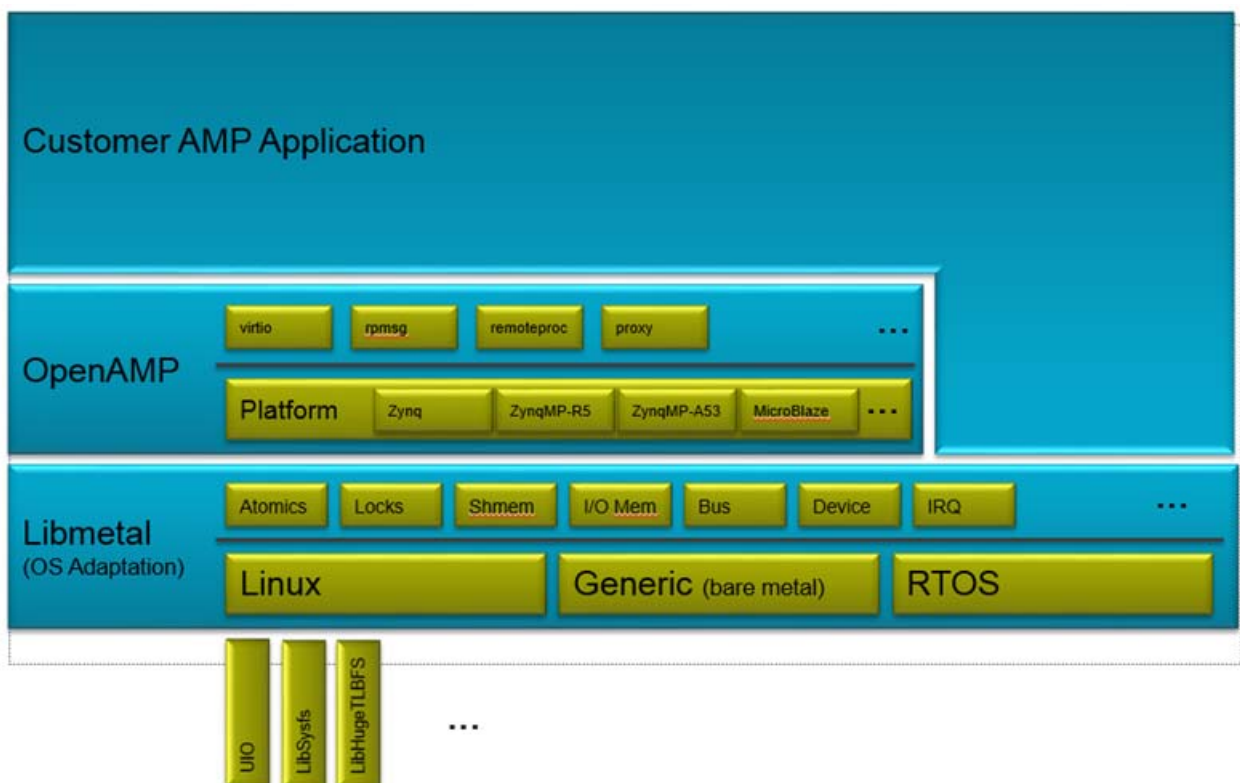 Customer AMP Application
virtio rpmsg remoteproc proxy ...
OpenAMP
Platform Zynq ZynqMP-R5 ZynqMP-A53 MicroBlaze ...
Atomics Locks Shmem I/O Mem Bus Device IRQ ...
Libmetal
(OS Adaptation)
Linux Generic (bare metal) RTOS
UIO
LibSysfs
LibHugeTLBFS
...